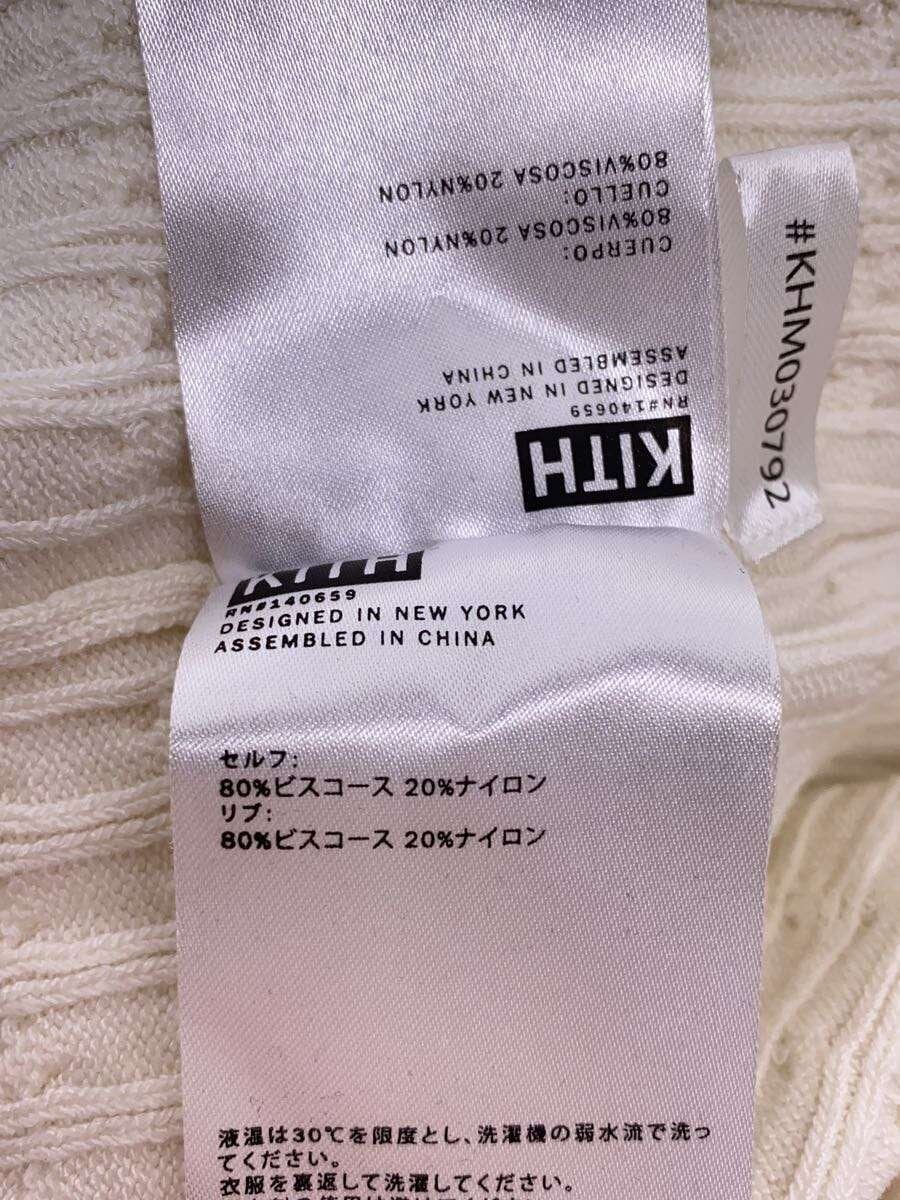 KITH
RN#140659
DESIGNED IN NEW YORK
ASSEMBLED IN CHINA
CUERPO:
80%VISCOSA 20%NYLON
CUELLO:
80%VISCOSA 20%NYLON
#KHM030792
KITH
RN#140659
DESIGNED IN NEW YORK
ASSEMBLED IN CHINA
セルフ:
80%ビスコース 20%ナイロン
リブ:
80%ビスコース 20%ナイロン
液温は30℃を限度とし、洗濯機の弱水流で洗っ
てください。
衣服を裏返して洗濯してください。